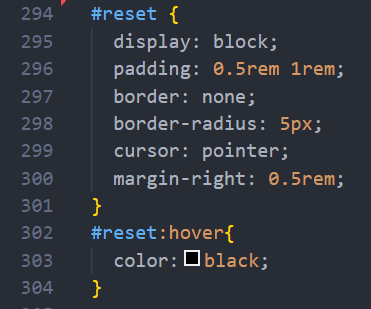 294 #reset {
295 display: block;
296 padding: 0.5rem 1rem;
297 border: none;
298 border-radius: 5px;
299 cursor: pointer;
300 margin-right: 0.5rem;
301 }
302 #reset:hover{
303 color: black;
304 }